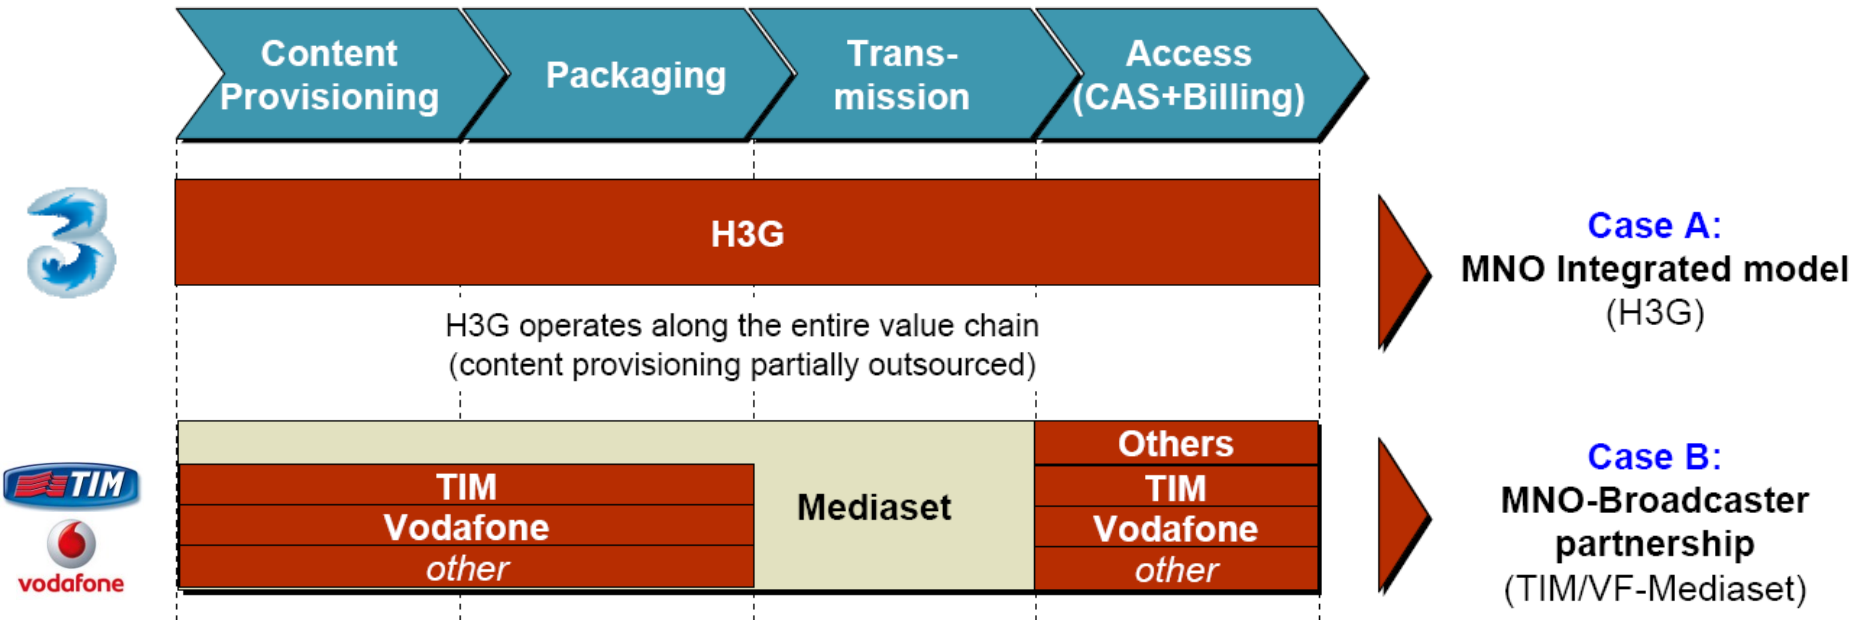 Content
Provisioning
Packaging
Trans-
mission
Access
(CAS+Billing)
3
H3G
H3G operates along the entire value chain
(content provisioning partially outsourced)
Case A:
MNO Integrated model
(H3G)
TIM
vodafone
TIM
Vodafone
other
Mediaset
Others
TIM
Vodafone
other
Case B:
MNO-Broadcaster
partnership
(TIM/VF-Mediaset)